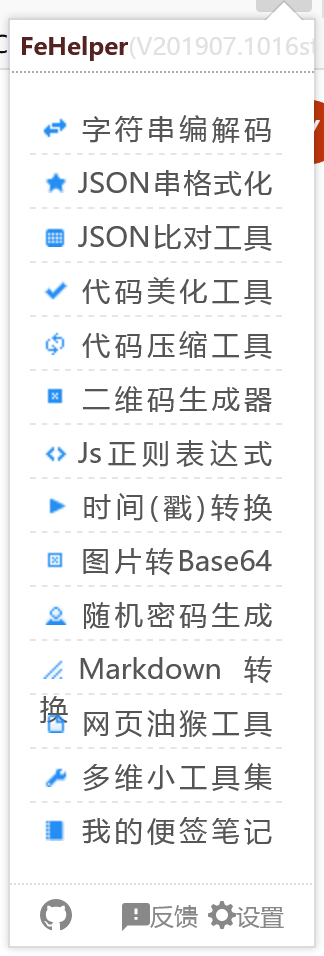 FeHelper(V201907.1016st
字符串编解码
JSON串格式化
JSON比对工具
代码美化工具
代码压缩工具
二维码生成器
Js正则表达式
时间(戳)转换
图片转Base64
随机密码生成
Markdown 转
换
网页油猴工具
多维小工具集
我的便签笔记
反馈 设置